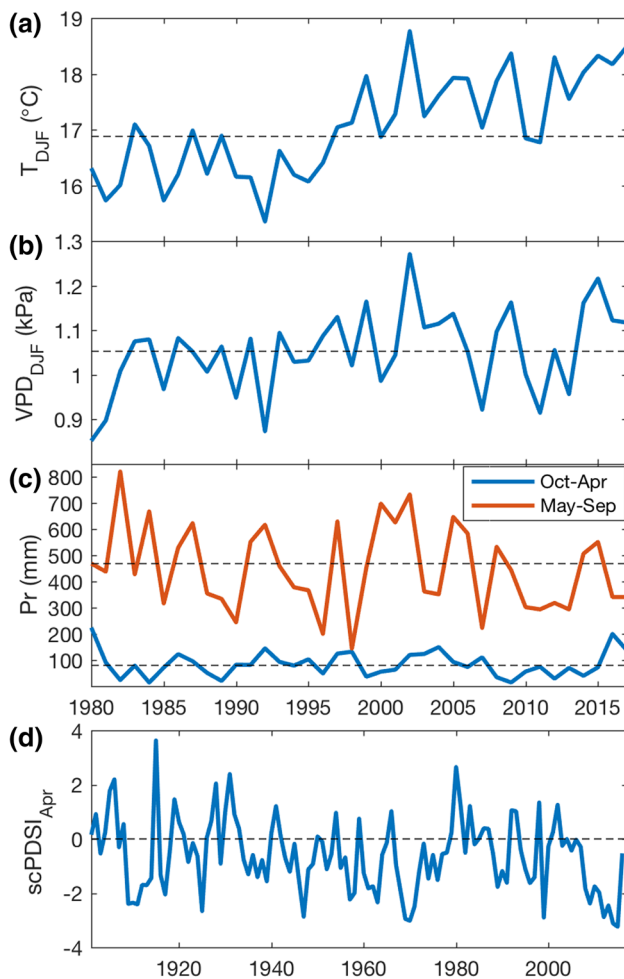 (a)
19
18
17
16
T_DJF (°C)
(b)
1.3
1.2
1.1
1
0.9
VPD_DJF (kPa)
(c)
800
700
600
500
400
300
200
100
Pr (mm)
Oct-Apr
May-Sep
1980 1985 1990 1995 2000 2005 2010 2015
(d)
4
2
0
-2
-4
scPDSI_Apr
1920 1940 1960 1980 2000